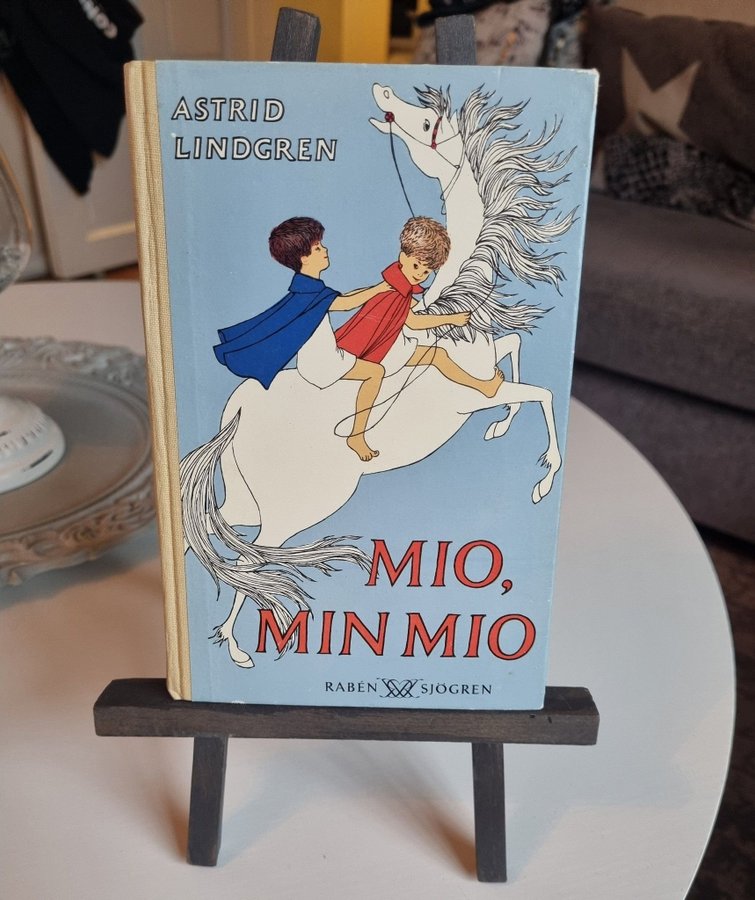 ASTRID
LINDGREN
MIO,
MIN MIO
RABÉN SJÖGREN